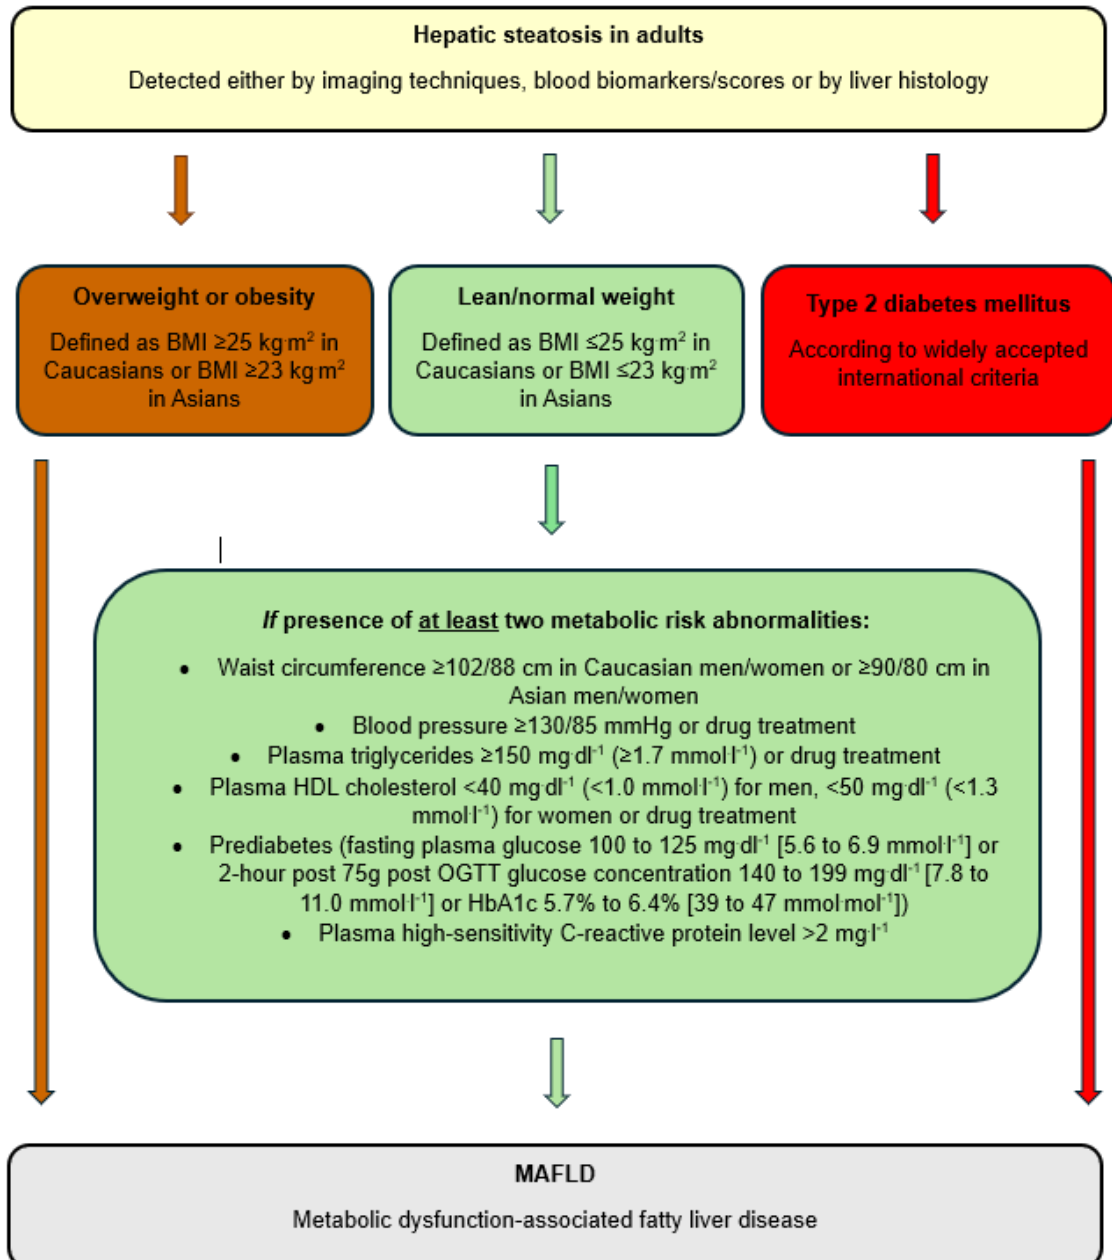 Hepatic steatosis in adults
Detected either by imaging techniques, blood biomarkers/scores or by liver histology
Overweight or obesity
Defined as BMI ≥25 kg·m² in
Caucasians or BMI ≥23 kg·m²
in Asians
Lean/normal weight
Defined as BMI ≤25 kg·m² in
Caucasians or BMI ≤23 kg·m²
in Asians
Type 2 diabetes mellitus
According to widely accepted
international criteria
If presence of at least two metabolic risk abnormalities:
• Waist circumference ≥102/88 cm in Caucasian men/women or ≥90/80 cm in
Asian men/women
• Blood pressure ≥130/85 mmHg or drug treatment
• Plasma triglycerides ≥150 mg·dl⁻¹ (≥1.7 mmol·l⁻¹) or drug treatment
• Plasma HDL cholesterol <40 mg·dl⁻¹ (<1.0 mmol·l⁻¹) for men, <50 mg·dl⁻¹ (<1.3
mmol·l⁻¹) for women or drug treatment
• Prediabetes (fasting plasma glucose 100 to 125 mg·dl⁻¹ [5.6 to 6.9 mmol·l⁻¹] or
2-hour post 75g post OGTT glucose concentration 140 to 199 mg·dl⁻¹ [7.8 to
11.0 mmol·l⁻¹] or HbA1c 5.7% to 6.4% [39 to 47 mmol·mol⁻¹])
• Plasma high-sensitivity C-reactive protein level >2 mg·l⁻¹
MAFLD
Metabolic dysfunction-associated fatty liver disease